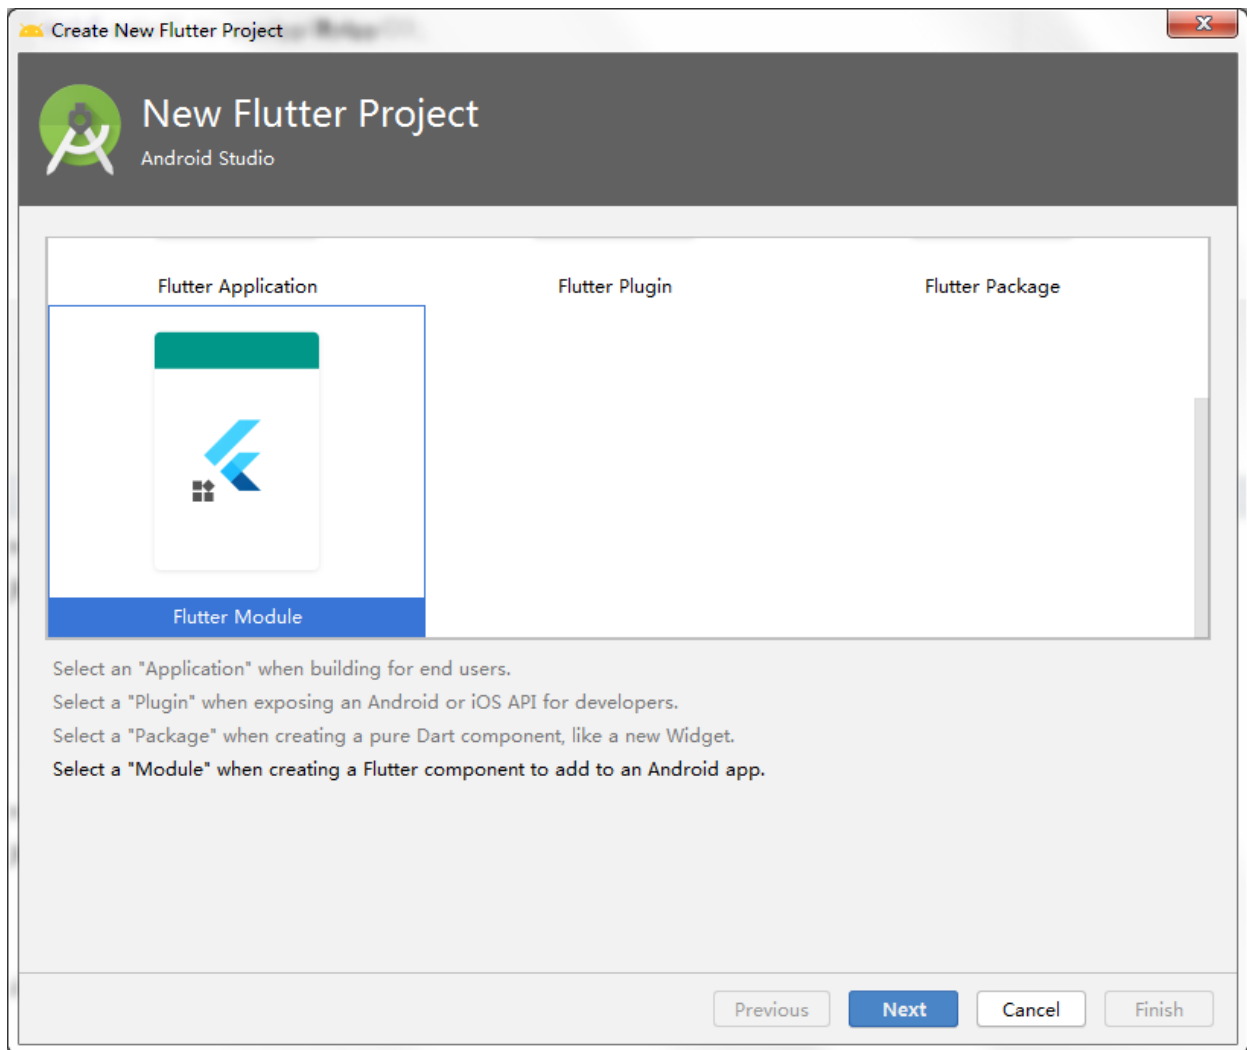 Create New Flutter Project
New Flutter Project
Android Studio
Flutter Application
Flutter Plugin
Flutter Package
Flutter Module
Select an "Application" when building for end users.
Select a "Plugin" when exposing an Android or iOS API for developers.
Select a "Package" when creating a pure Dart component, like a new Widget.
Select a "Module" when creating a Flutter component to add to an Android app.
Previous
Next
Cancel
Finish